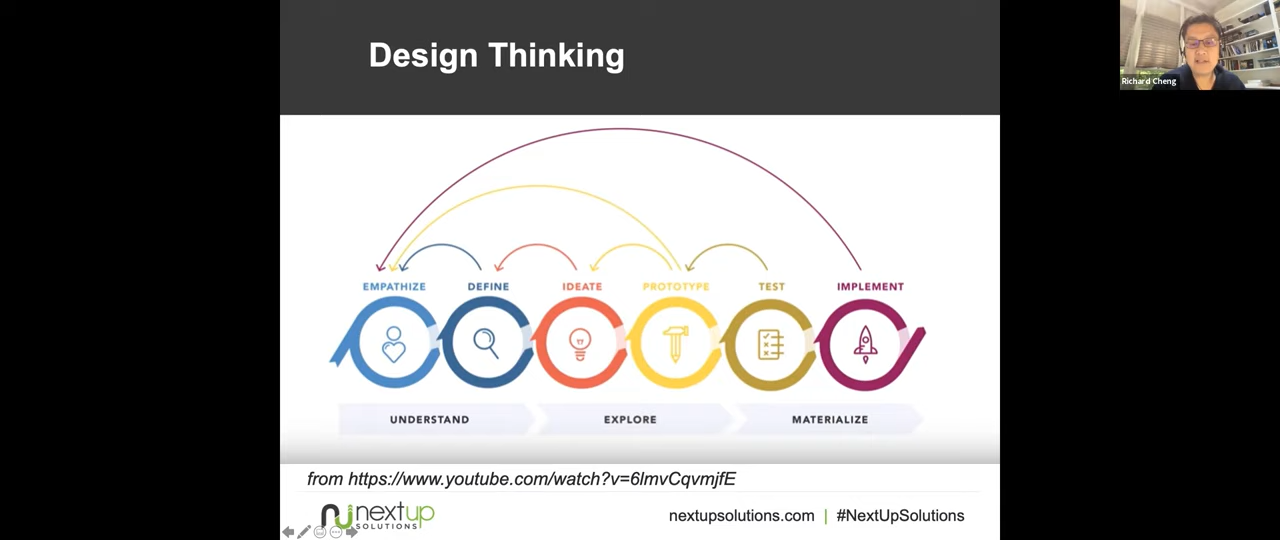 Design Thinking
Richard Cheng
EMPATHIZE DEFINE IDEATE PROTOTYPE TEST IMPLEMENT
UNDERSTAND EXPLORE MATERIALIZE
from https://www.youtube.com/watch?v=6lmvCqvmjfE
nextup
SOLUTIONS
nextupsolutions.com | #NextUpSolutions